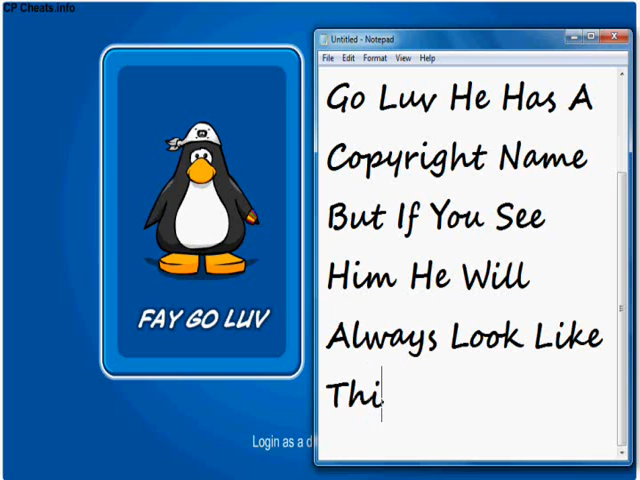 CP Cheats.info
Untitled - Notepad
File Edit Format View Help
Go Luv He Has A
Copyright Name
But If You See
Him He Will
Always Look Like
Thi
FAY GO LUV
Login as a d